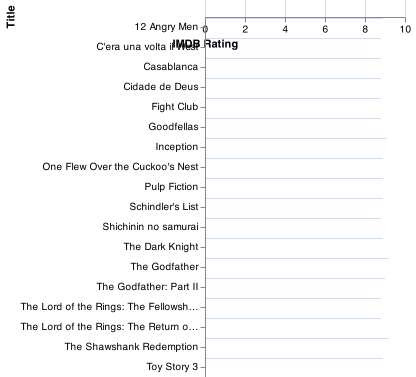 Title
0 2 4 6 8 10
IMDB Rating
12 Angry Men
C'era una volta il West
Casablanca
Cidade de Deus
Fight Club
Goodfellas
Inception
One Flew Over the Cuckoo's Nest
Pulp Fiction
Schindler's List
Shichinin no samurai
The Dark Knight
The Godfather
The Godfather: Part II
The Lord of the Rings: The Fellowsh…
The Lord of the Rings: The Return o…
The Shawshank Redemption
Toy Story 3